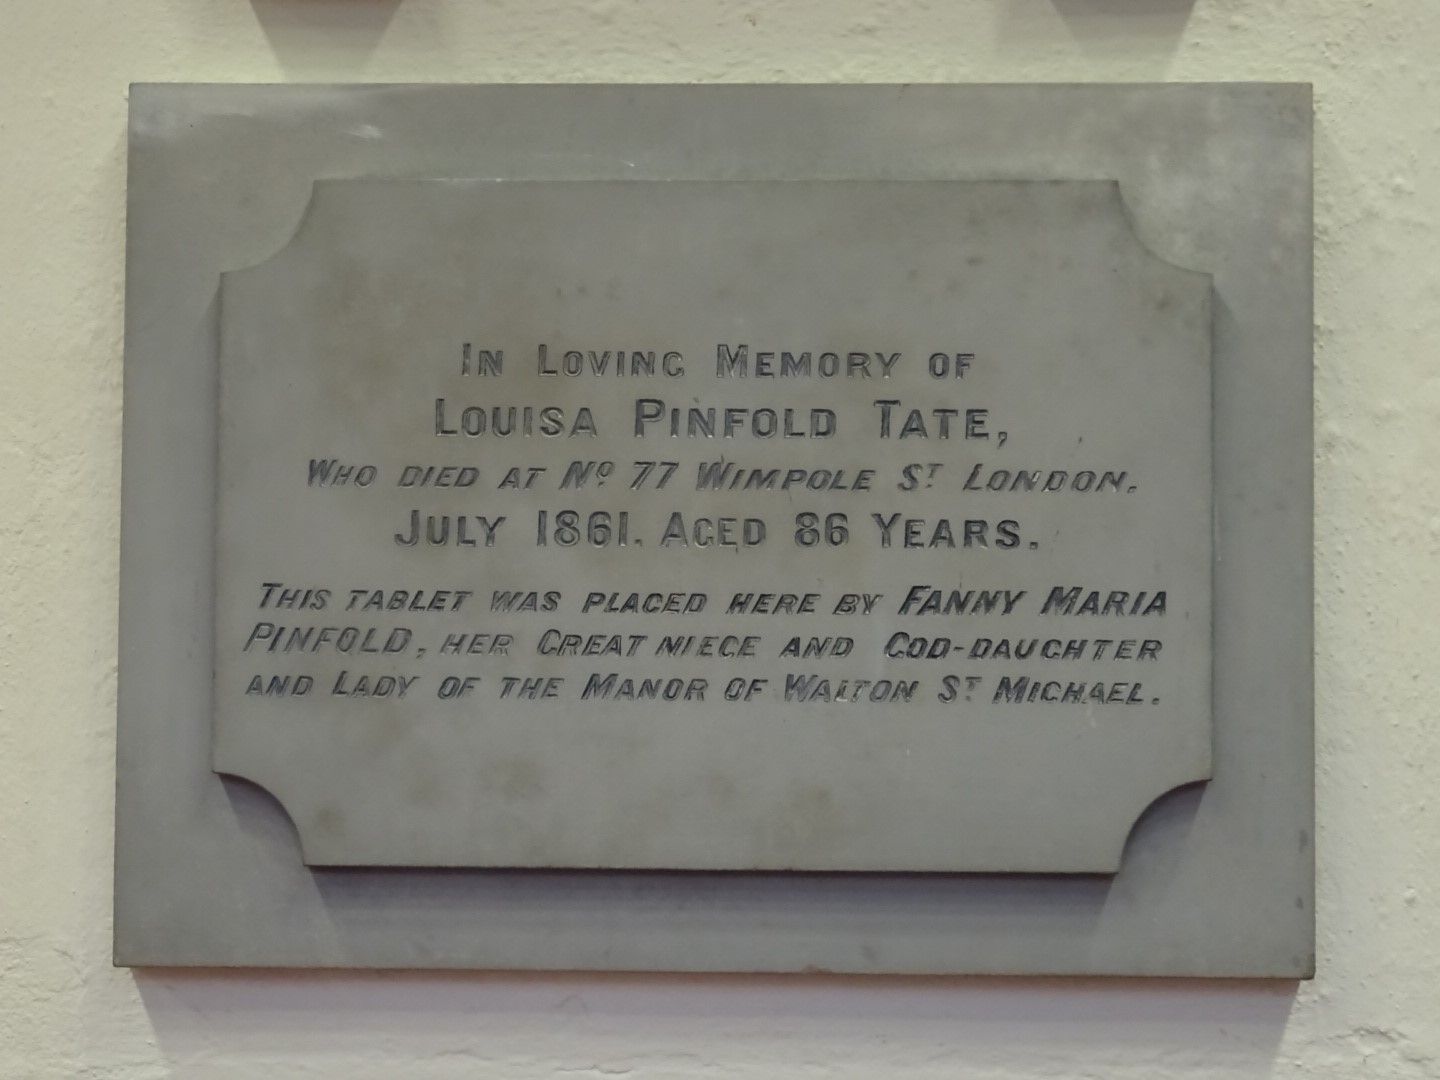 IN LOVING MEMORY OF
LOUISA PINFOLD TATE,
WHO DIED AT Nº 77 WIMPOLE ST LONDON.
JULY 1861. AGED 86 YEARS.
THIS TABLET WAS PLACED HERE BY FANNY MARIA
PINFOLD, HER GREAT NIECE AND GOD-DAUGHTER
AND LADY OF THE MANOR OF WALTON ST MICHAEL.